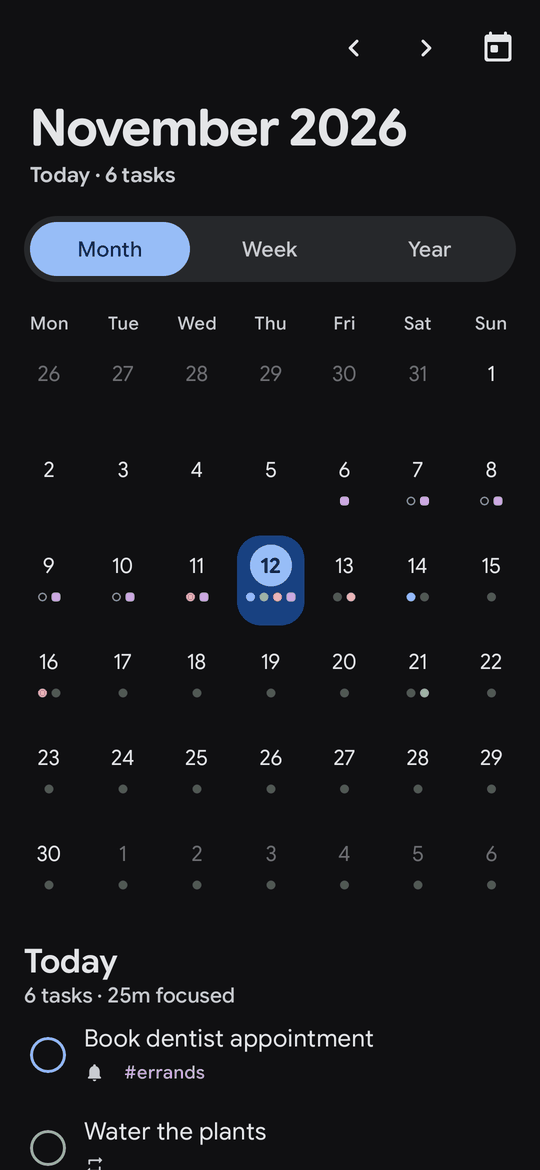 November 2026
Today · 6 tasks
Month Week Year
Mon Tue Wed Thu Fri Sat Sun
26 27 28 29 30 31 1
2 3 4 5 6 7 8
9 10 11 12 13 14 15
16 17 18 19 20 21 22
23 24 25 26 27 28 29
30 1 2 3 4 5 6
Today
6 tasks · 25m focused
Book dentist appointment
#errands
Water the plants